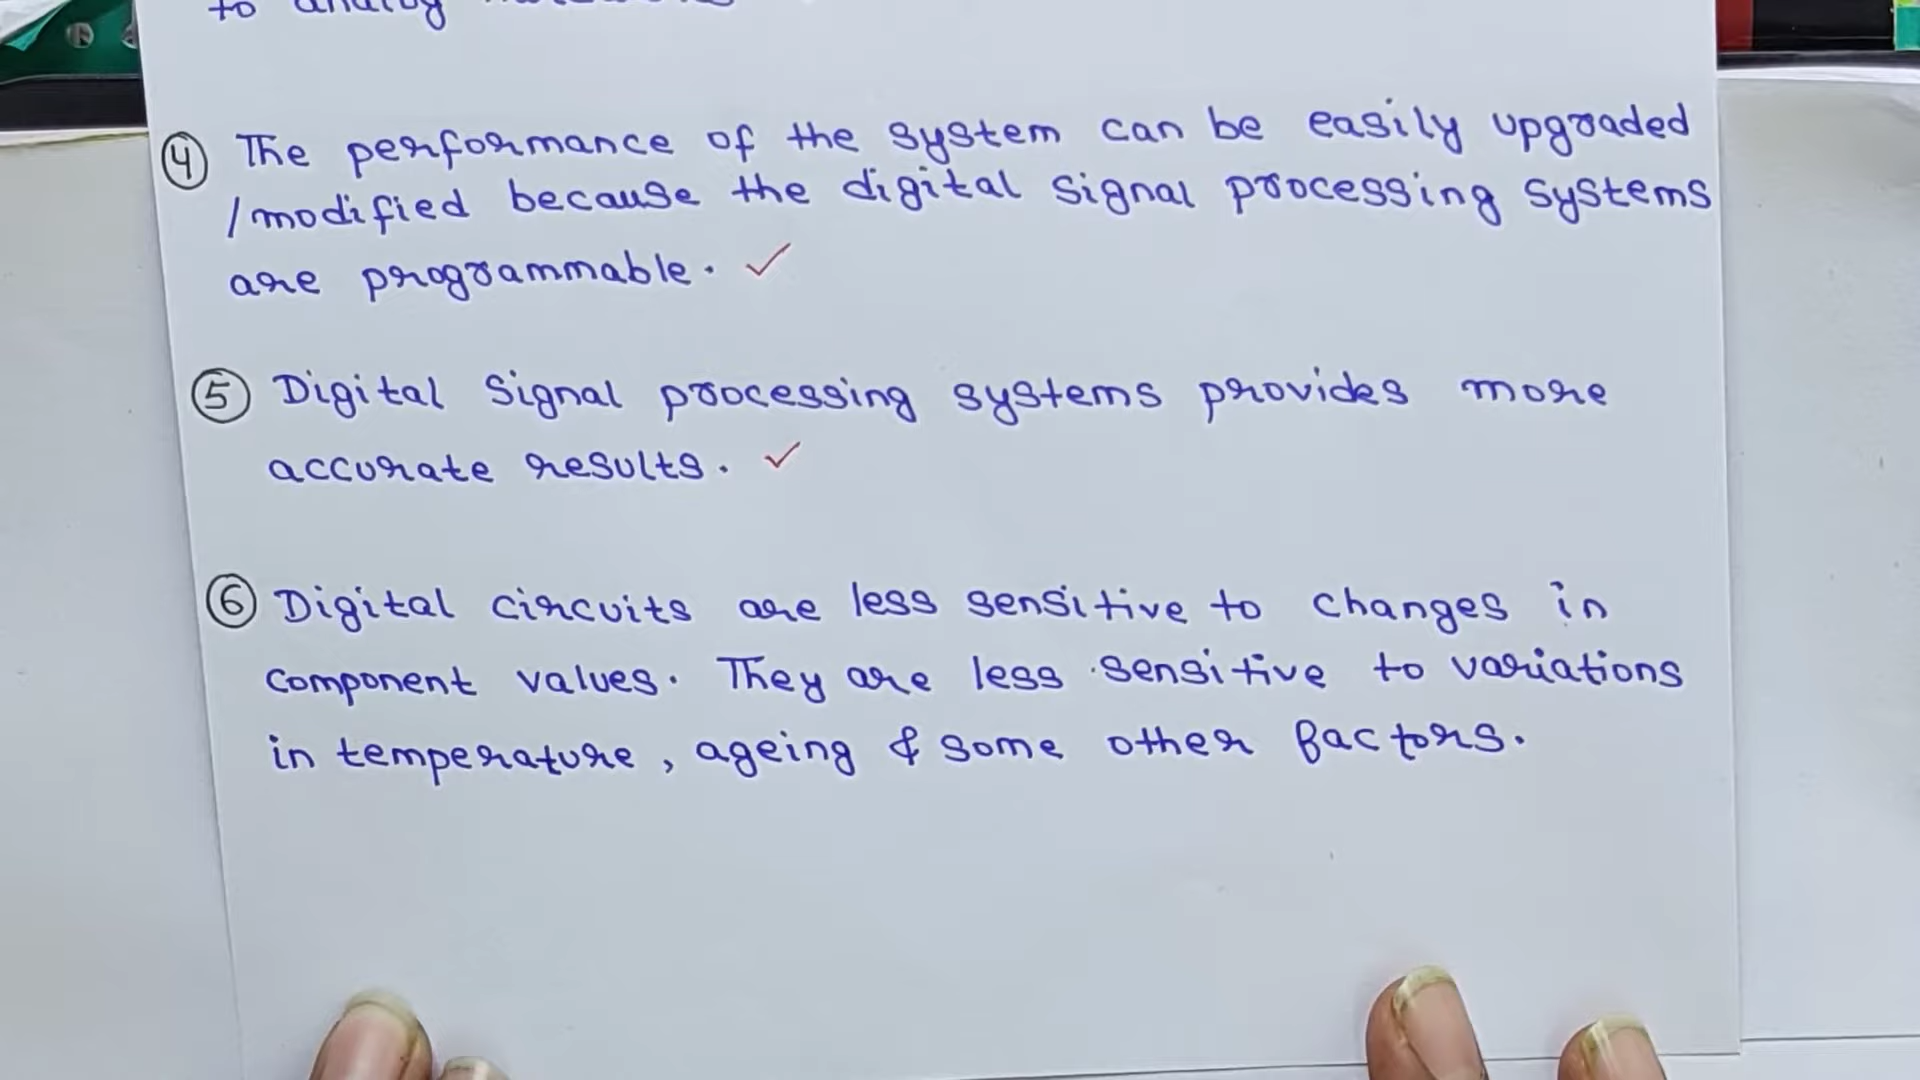 to analog
④ The performance of the system can be easily upgraded
/modified because the digital signal processing systems
are programmable. ✓
⑤ Digital Signal processing systems provides more
accurate results. ✓
⑥ Digital circuits are less sensitive to changes in
component values. They are less sensitive to variations
in temperature, ageing & some other factors.